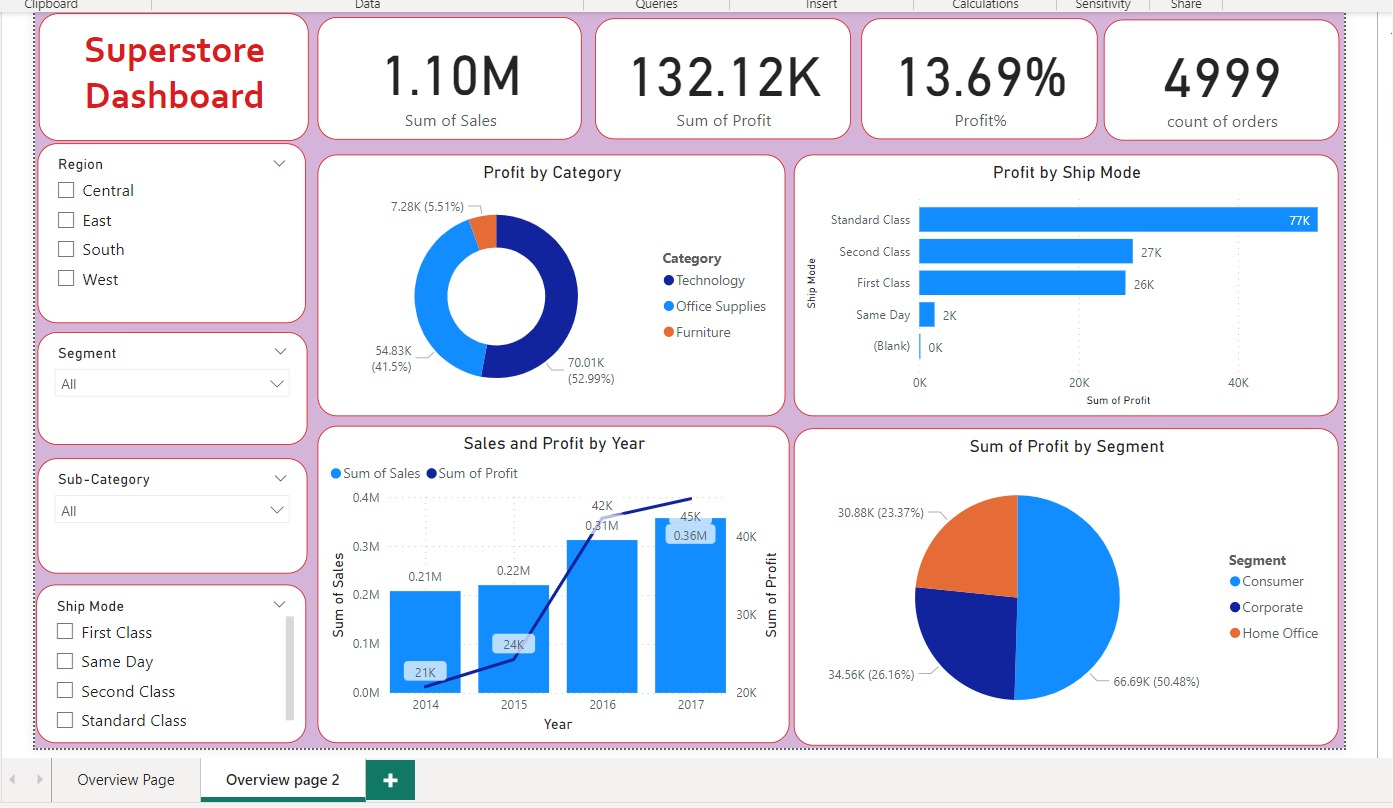 Clipboard
Data
Queries
Insert
Calculations
Sensitivity
Share
Superstore
Dashboard
1.10M
Sum of Sales
132.12K
Sum of Profit
13.69%
Profit%
4999
count of orders
Region
Central
East
South
West
Segment
All
Sub-Category
All
Ship Mode
First Class
Same Day
Second Class
Standard Class
Profit by Category
7.28K (5.51%)
54.83K
(41.5%)
70.01K
(52.99%)
Category
Technology
Office Supplies
Furniture
Profit by Ship Mode
Ship Mode
Standard Class
77K
Second Class
27K
First Class
26K
Same Day
2K
(Blank)
0K
0K
20K
40K
Sum of Profit
Sales and Profit by Year
Sum of Sales
Sum of Profit
Sum of Sales
0.4M
0.3M
0.2M
0.1M
0.0M
0.21M
0.22M
0.31M
0.36M
21K
24K
42K
45K
40K
30K
20K
Sum of Profit
2014
2015
2016
2017
Year
Sum of Profit by Segment
30.88K (23.37%)
34.56K (26.16%)
66.69K (50.48%)
Segment
Consumer
Corporate
Home Office
Overview Page
Overview page 2